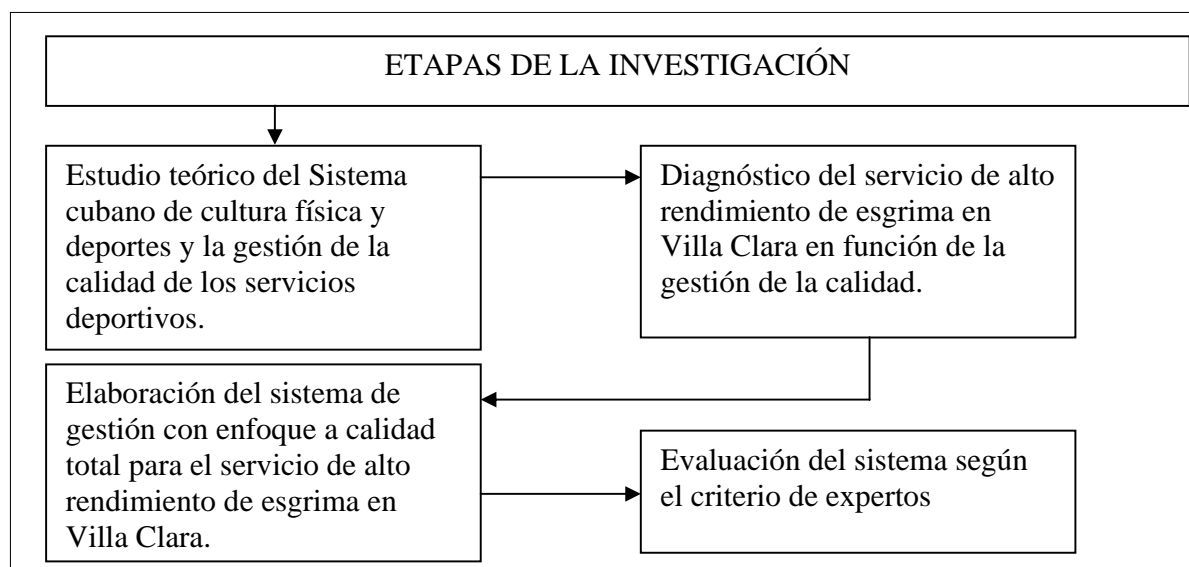 ETAPAS DE LA INVESTIGACIÓN
Estudio teórico del Sistema
cubano de cultura física y
deportes y la gestión de la
calidad de los servicios
deportivos.
Diagnóstico del servicio de alto
rendimiento de esgrima en
Villa Clara en función de la
gestión de la calidad.
Elaboración del sistema de
gestión con enfoque a calidad
total para el servicio de alto
rendimiento de esgrima en
Villa Clara.
Evaluación del sistema según
el criterio de expertos